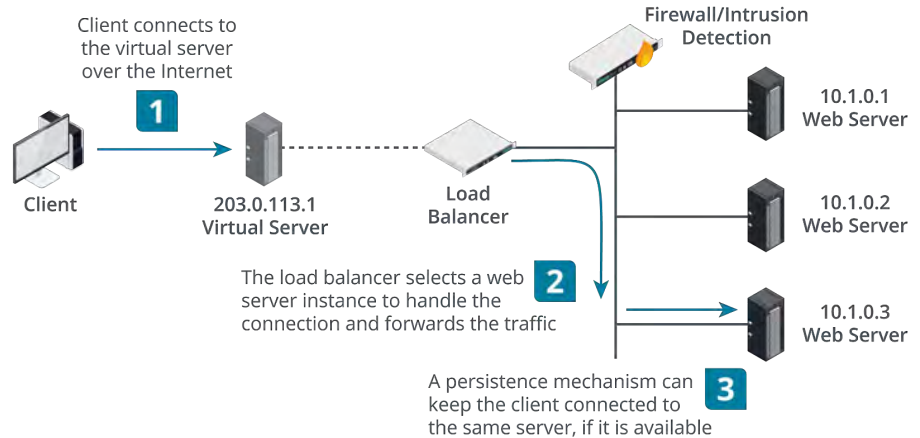 Client connects to
the virtual server
over the Internet
1
Client
203.0.113.1
Virtual Server
Load
Balancer
Firewall/Intrusion
Detection
10.1.0.1
Web Server
10.1.0.2
Web Server
The load balancer selects a web
server instance to handle the
connection and forwards the traffic
2
10.1.0.3
Web Server
A persistence mechanism can
keep the client connected to
the same server, if it is available
3